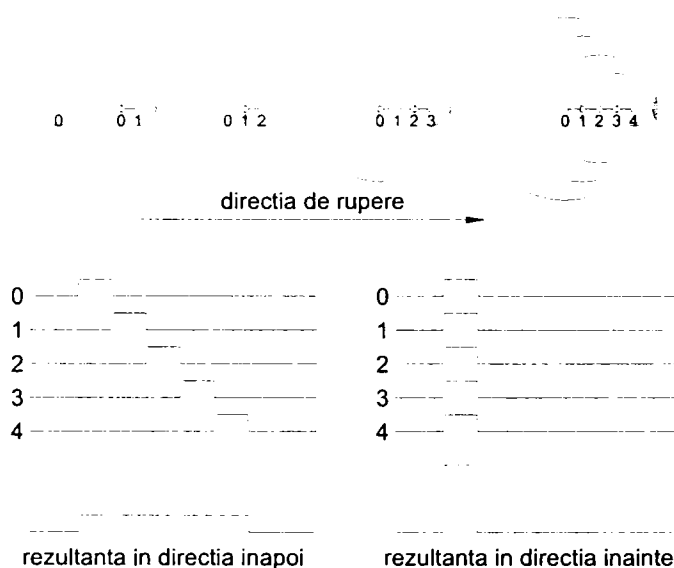 0 0 1 0 1 2 0 1 2 3 0 1 2 3 4
directia de rupere
0 0
1 1
2 2
3 3
4 4
rezultanta in directia inapoi rezultanta in directia inainte